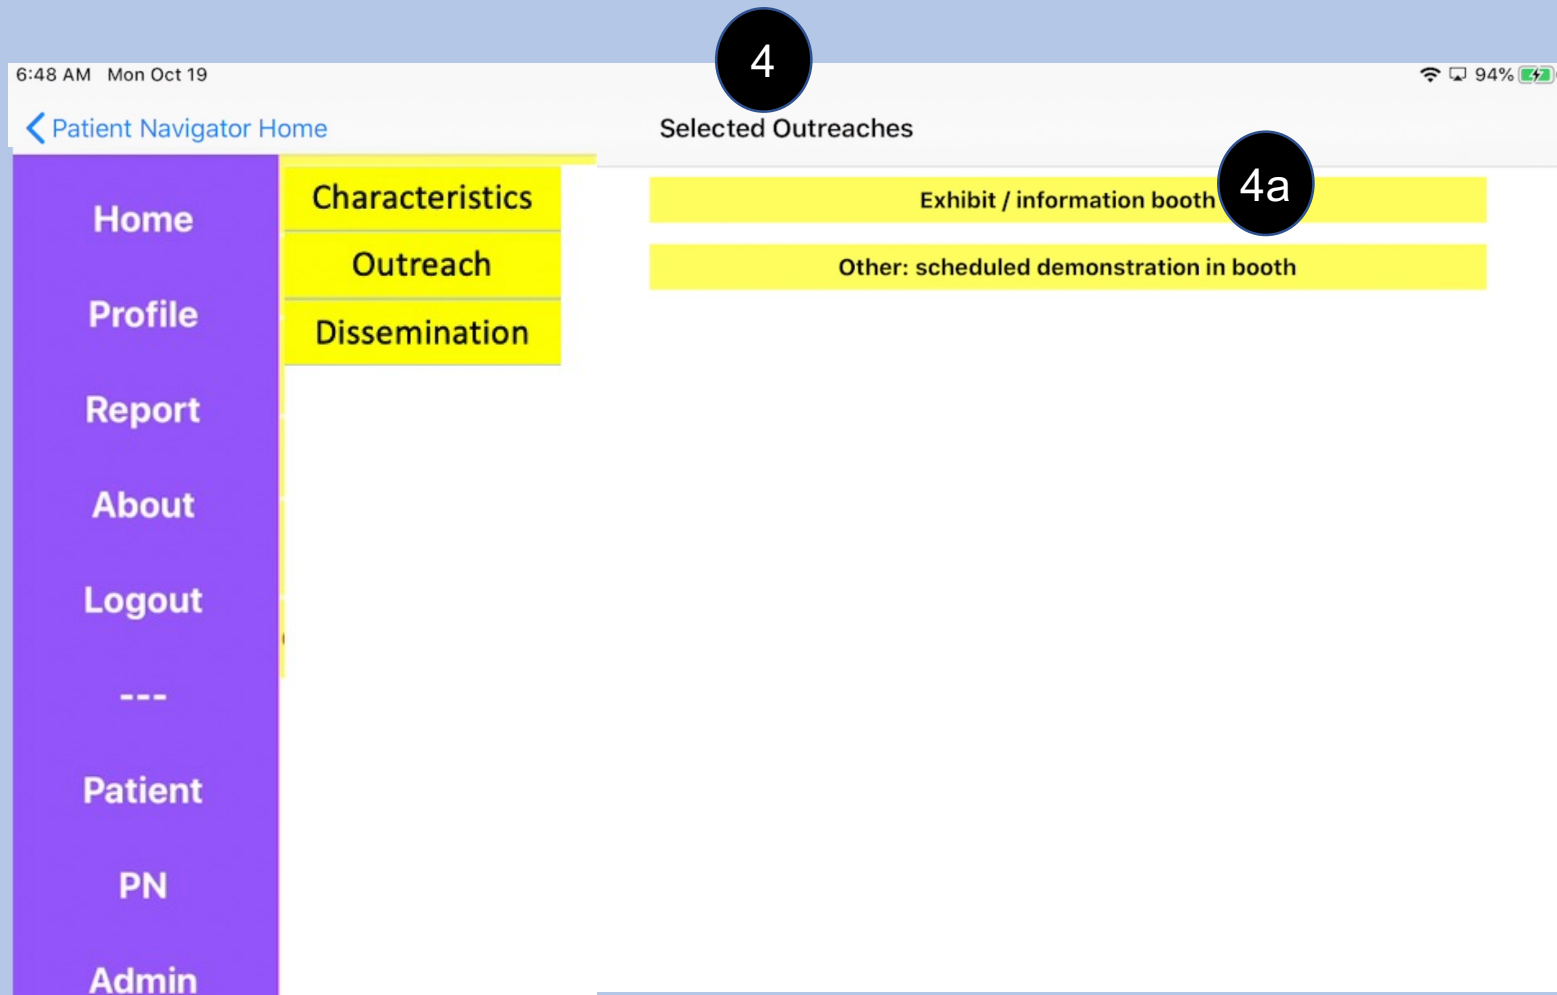 4
6:48 AM Mon Oct 19
94%
Patient Navigator Home
Selected Outreaches
Home
Profile
Report
About
Logout
---
Patient
PN
Admin
Characteristics
Outreach
Dissemination
Exhibit / information booth
4a
Other: scheduled demonstration in booth